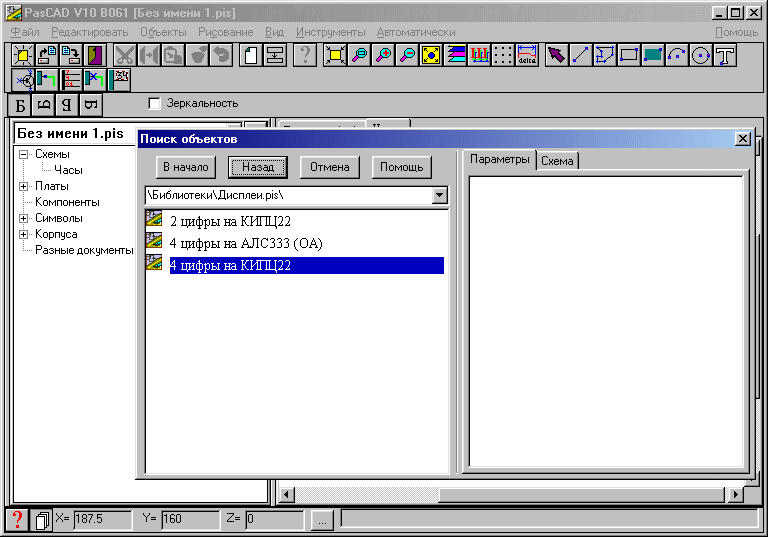 PasCAD V10 B061 [Без имени 1.pis]
Файл Редактировать Объекты Рисование Вид Инструменты Автоматически Помощь
delta
Б Б Я Б Зеркальность
Без имени 1.pis
Схемы
Часы
Платы
Компоненты
Символы
Корпуса
Разные документы
Поиск объектов
В начало Назад Отмена Помощь
\Библиотеки\Дисплеи.pis\
2 цифры на КИПЦ22
4 цифры на АЛС333 (ОА)
4 цифры на КИПЦ22
Параметры Схема
X= 187.5 Y= 160 Z= 0 ...